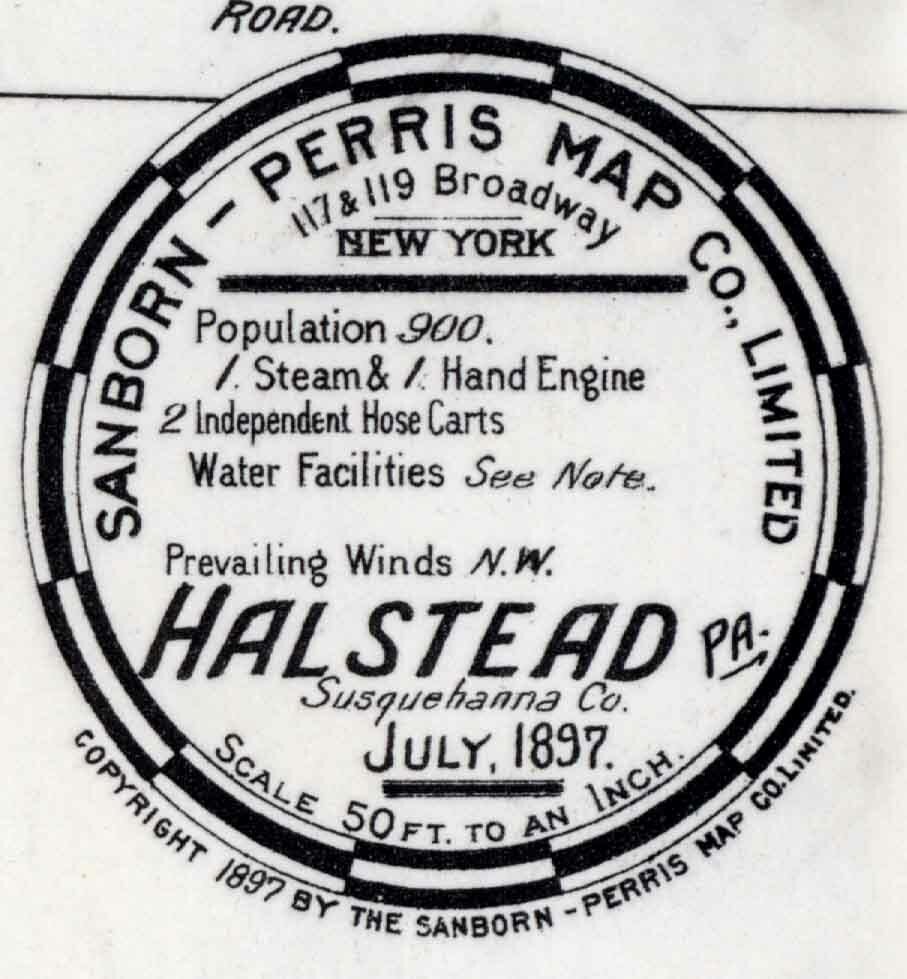 ROAD.
SANBORN - PERRIS MAP CO., LIMITED
117 & 119 Broadway
NEW YORK
Population 900.
1. Steam & 1. Hand Engine
2 Independent Hose Carts
Water Facilities See Note.
Prevailing Winds N.W.
HALSTEAD PA.
Susquehanna Co.
JULY, 1897.
SCALE 50 FT. TO AN INCH.
COPYRIGHT 1897 BY THE SANBORN - PERRIS MAP CO. LIMITED.